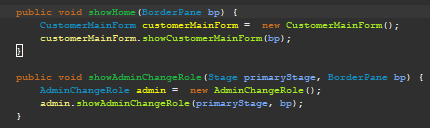 public void showHome(BorderPane bp) {
CustomerMainForm customerMainForm =  new CustomerMainForm();
customerMainForm.showCustomerMainForm(bp);
}
public void showAdminChangeRole(Stage primaryStage, BorderPane bp) {
AdminChangeRole admin =  new AdminChangeRole();
admin.showAdminChangeRole(primaryStage, bp);
}